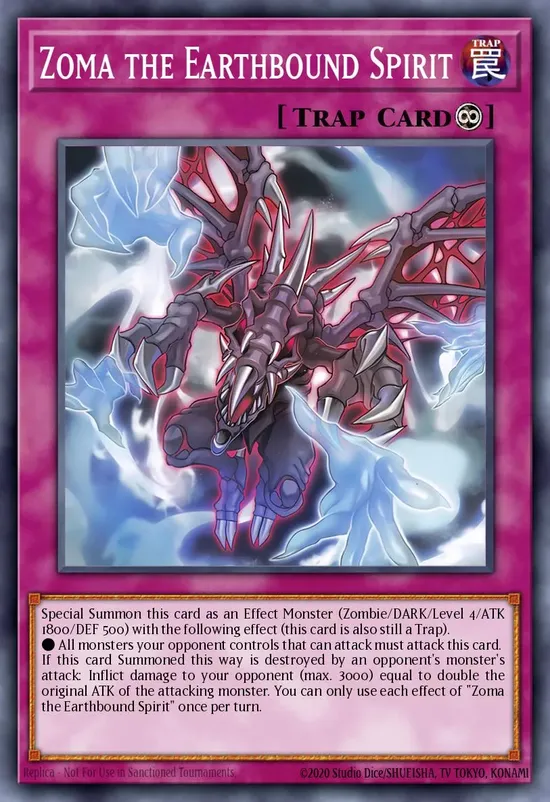 Zoma the Earthbound Spirit
TRAP
罠
[ Trap Card ]
Special Summon this card as an Effect Monster (Zombie/DARK/Level 4/ATK
1800/DEF 500) with the following effect (this card is also still a Trap).
● All monsters your opponent controls that can attack must attack this card.
If this card Summoned this way is destroyed by an opponent's monster's
attack: Inflict damage to your opponent (max. 3000) equal to double the
original ATK of the attacking monster. You can only use each effect of "Zoma
the Earthbound Spirit" once per turn.
Replica - Not For Use in Sanctioned Tournaments.
©2020 Studio Dice/SHUEISHA, TV TOKYO, KONAMI